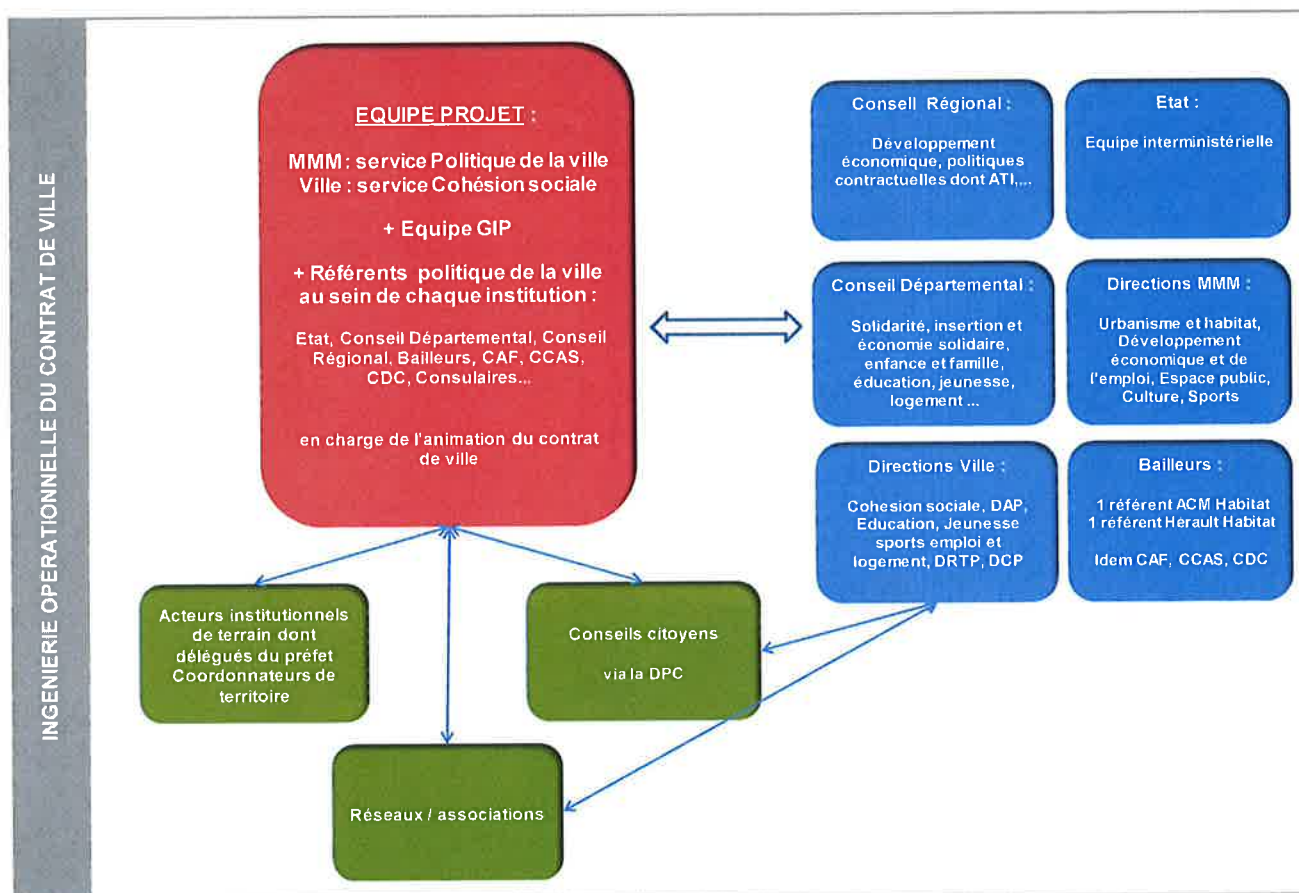 INGENIERIE OPÉRATIONNELLE DU CONTRAT DE VILLE
EQUIPE PROJET :
MMM : service Politique de la ville
Ville : service Cohésion sociale
+ Equipe GIP
+ Référents politique de la ville
au sein de chaque institution :
Etat, Conseil Départemental, Conseil
Régional, Bailleurs, CAF, CCAS,
CDC, Consulaires...
en charge de l'animation du contrat
de ville
Conseil Régional :
Développement
économique, politiques
contractuelles dont ATI,...
Etat :
Equipe interministérielle
Conseil Départemental :
Solidarité, insertion et
économie solidaire,
enfance et famille,
éducation, jeunesse,
logement ...
Directions MMM :
Urbanisme et habitat,
Développement
économique et de
l'emploi, Espace public,
Culture, Sports
Directions Ville :
Cohesion sociale, DAP,
Education, Jeunesse
sports emploi et
logement, DRTP, DCP
Bailleurs :
1 référent ACM Habitat
1 référent Hérault Habitat
Idem CAF, CCAS, CDC
Acteurs institutionnels
de terrain dont
délégués du préfet
Coordonnateurs de
territoire
Conseils citoyens
via la DPC
Réseaux / associations